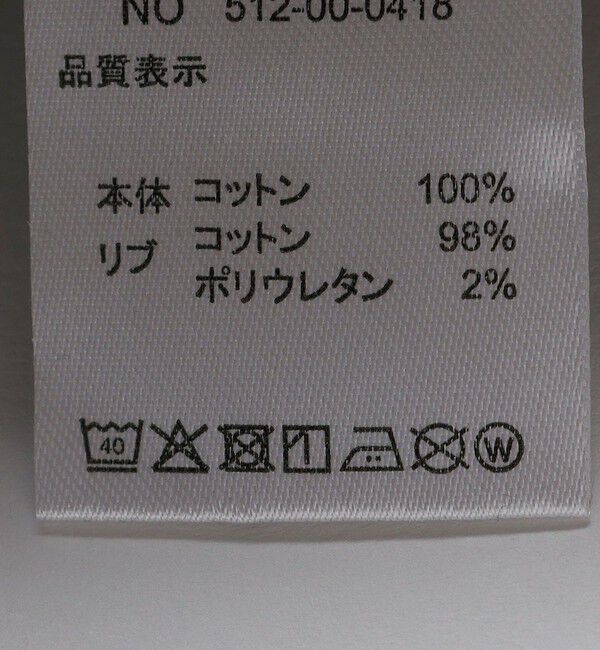 NO 512-00-0418
品質表示
本体 コットン 100%
リブ コットン 98%
ポリウレタン 2%
40 W